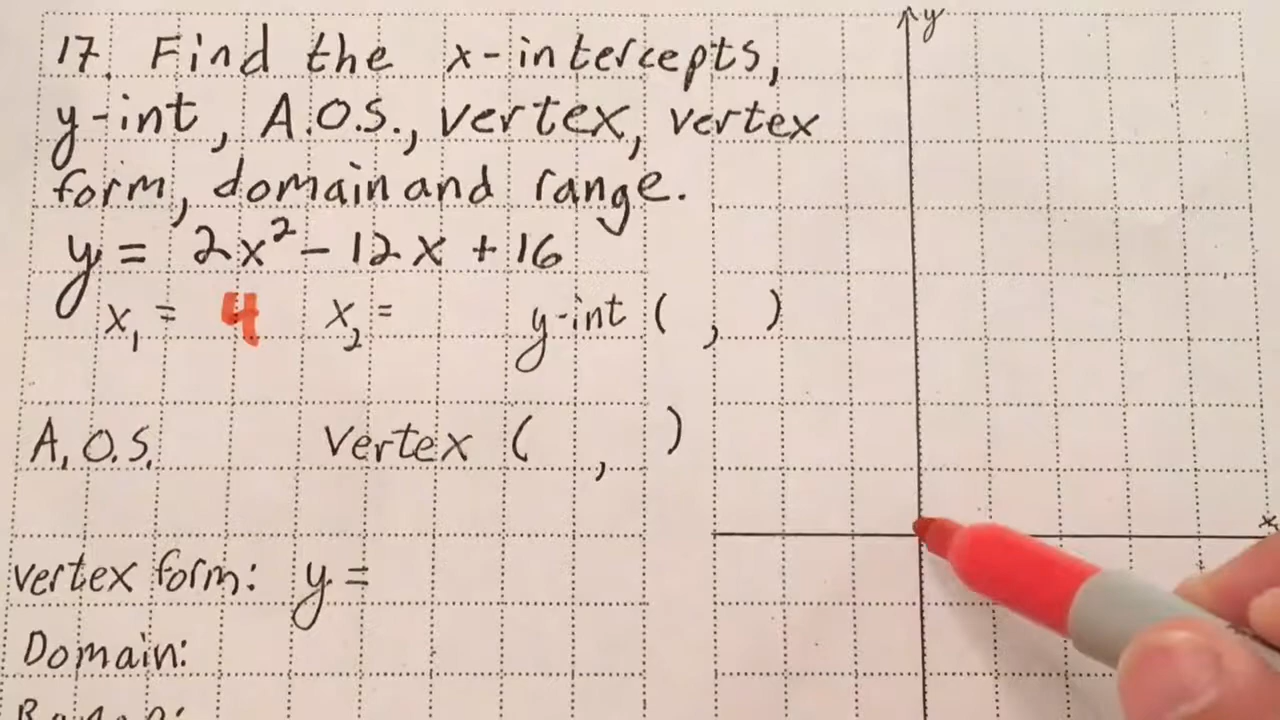 17. Find the x-intercepts,
y-int, A.O.S., vertex, vertex
form, domain and range.
y = 2x² - 12x + 16
x₁ = 4 x₂ = y-int ( , )
A.O.S. vertex ( , )
vertex form: y =
Domain:
Range:
y
x